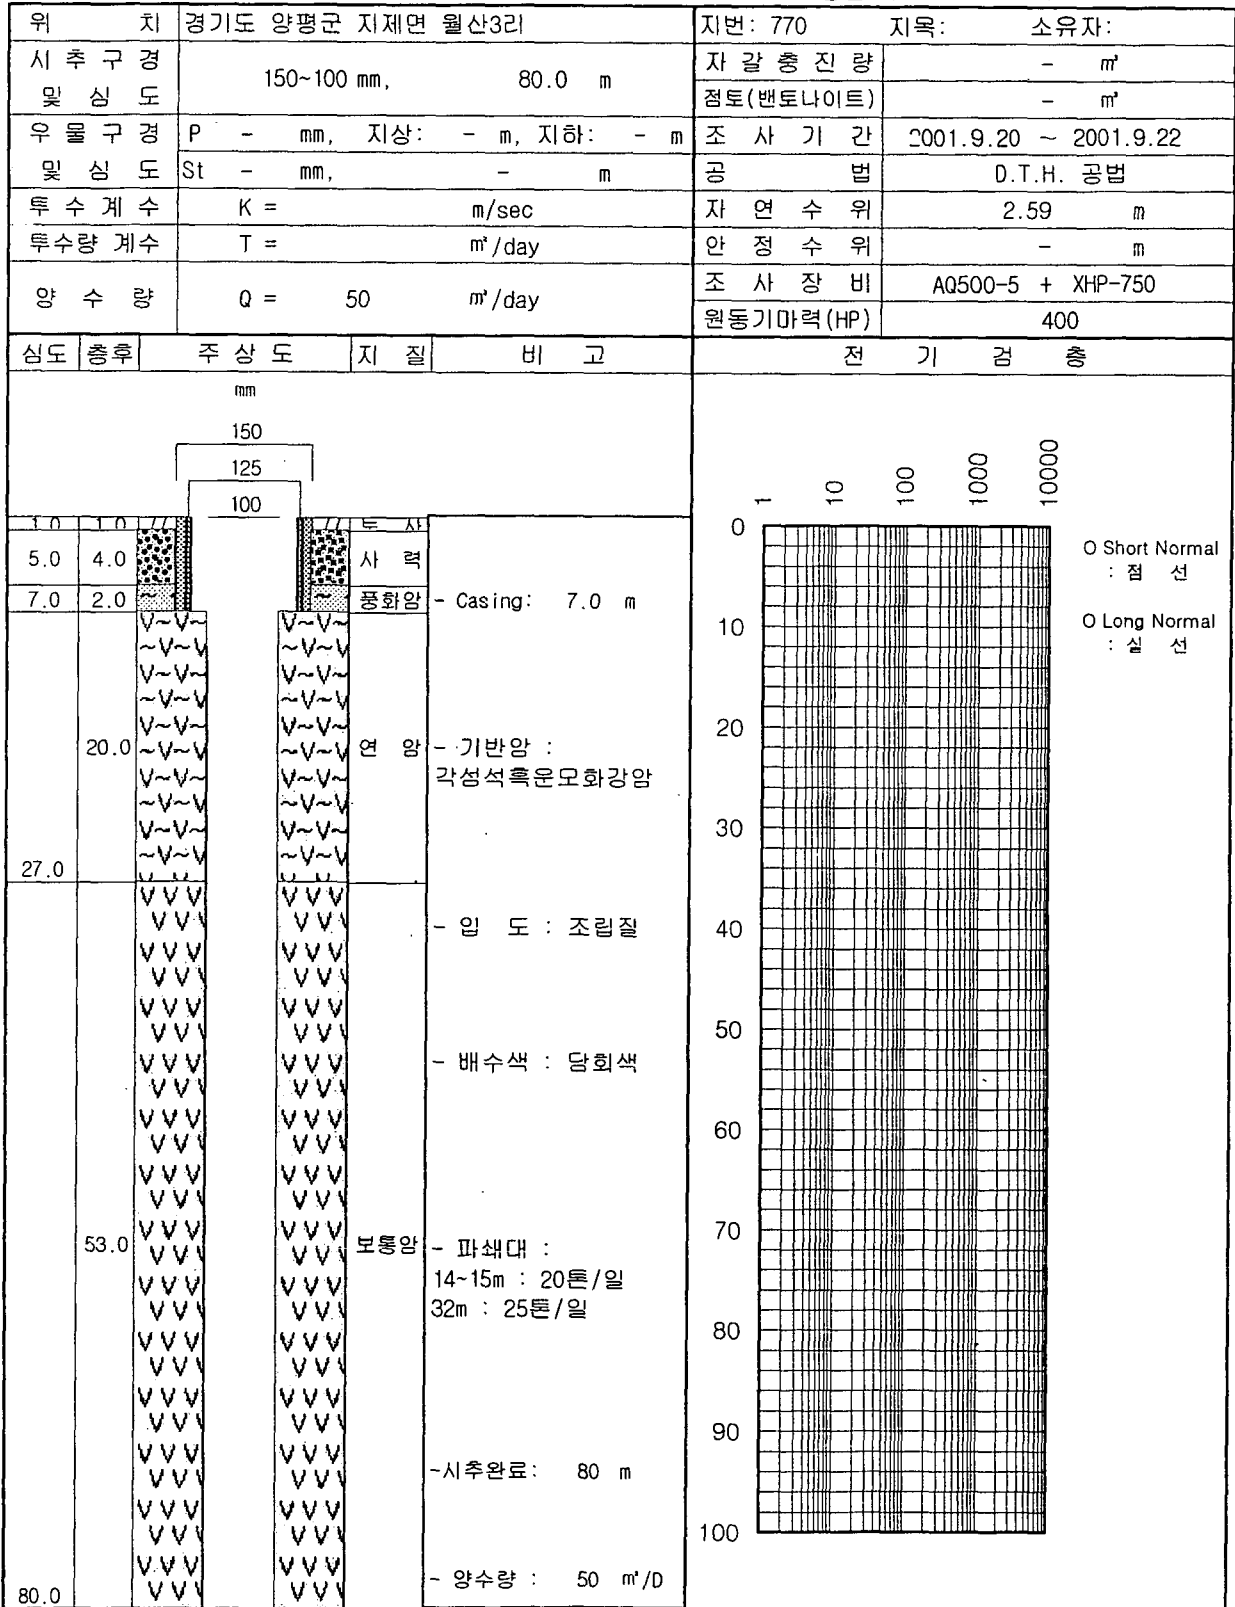 위 치 경기도 양평군 지제면 월산3리 지번: 770 지목: 소유자:
시추구경 및 심도 150~100 mm, 80.0 m
자갈충진량 - ㎥
점토(밴토나이트) - ㎥
우물구경 및 심도 P - mm, 지상: - m, 지하: - m
St - mm, - m
조사기간 2001.9.20 ~ 2001.9.22
공 법 D.T.H. 공법
투수계수 K = m/sec
자연수위 2.59 m
투수량 계수 T = ㎡/day
안정수위 - m
양수량 Q = 50 ㎥/day
조사장비 AQ500-5 + XHP-750
원동기마력(HP) 400
심도 층후 주상도 지질 비고 전기검층
mm
150
125
100
1.0 1.0 토사
5.0 4.0 사력
7.0 2.0 풍화암 - Casing: 7.0 m
20.0 연암 - 기반암 :
각섬석흑운모화강암
27.0
- 입 도 : 조립질
- 배수색 : 담회색
53.0 보통암 - 파쇄대 :
14~15m : 20톤/일
32m : 25톤/일
-시추완료: 80 m
- 양수량 : 50 ㎥/D
80.0
1 10 100 1000 10000
0
10
20
30
40
50
60
70
80
90
100
O Short Normal
: 점 선
O Long Normal
: 실 선